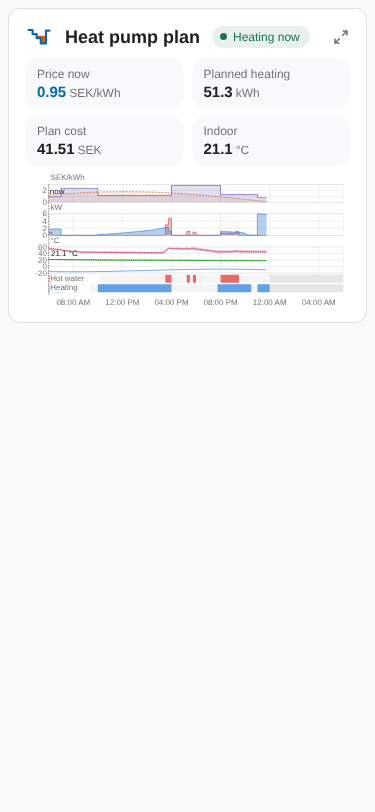 Heat pump plan
Heating now
Price now
0.95 SEK/kWh
Planned heating
51.3 kWh
Plan cost
41.51 SEK
Indoor
21.1 °C
SEK/kWh
2
0
now
kW
6
4
2
0
°C
60
40
20
0
-20
21.1 °C
Hot water
Heating
08:00 AM 12:00 PM 04:00 PM 08:00 PM 12:00 AM 04:00 AM